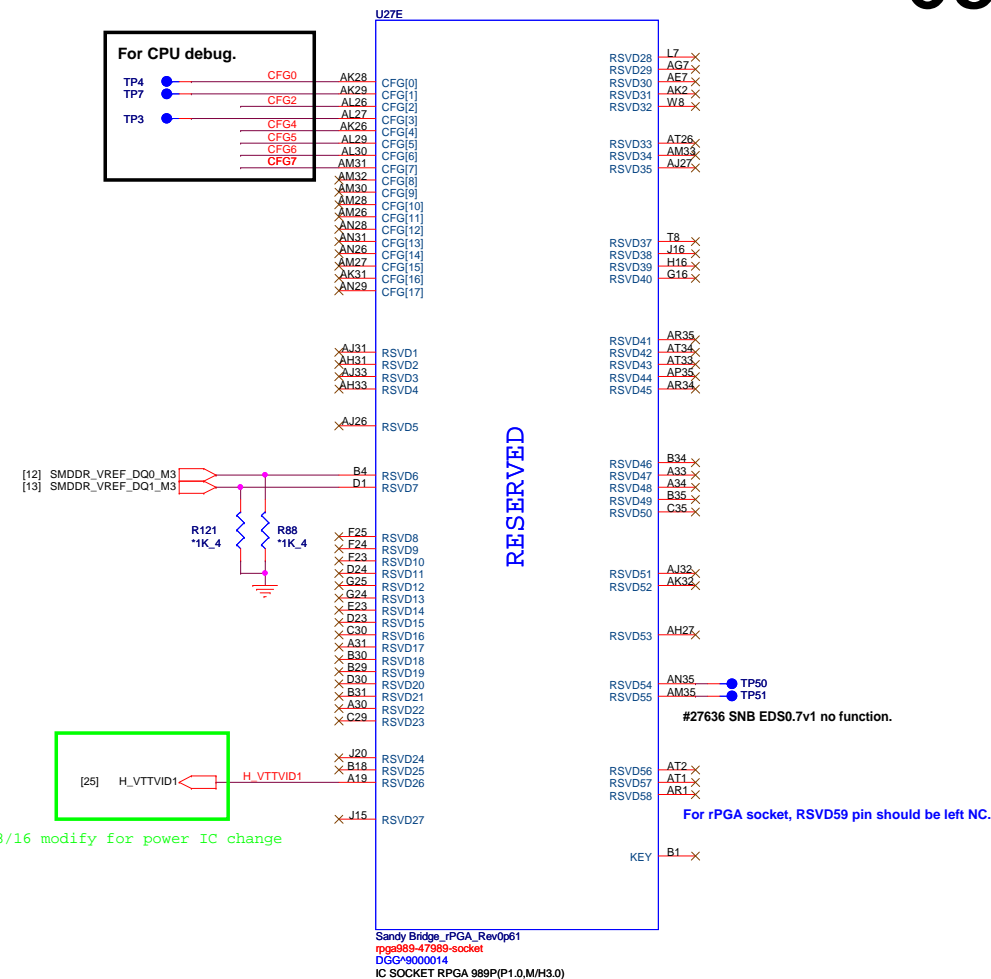 U27E
For CPU debug.
TP4
TP7
TP3
CFG0
CFG2
CFG4
CFG5
CFG6
CFG7
AK28 CFG[0]
AK29 CFG[1]
AL26 CFG[2]
AL27 CFG[3]
AK26 CFG[4]
AL29 CFG[5]
AL30 CFG[6]
AM31 CFG[7]
AM32 CFG[8]
AM30 CFG[9]
AM28 CFG[10]
AM26 CFG[11]
AN28 CFG[12]
AN31 CFG[13]
AN26 CFG[14]
AM27 CFG[15]
AK31 CFG[16]
AN29 CFG[17]
AJ31 RSVD1
AH31 RSVD2
AJ33 RSVD3
AH33 RSVD4
AJ26 RSVD5
[12] SMDDR_VREF_DQ0_M3 B4 RSVD6
[13] SMDDR_VREF_DQ1_M3 D1 RSVD7
R121
*1K_4
R88
*1K_4
F25 RSVD8
F24 RSVD9
F23 RSVD10
D24 RSVD11
G25 RSVD12
G24 RSVD13
E23 RSVD14
D23 RSVD15
C30 RSVD16
A31 RSVD17
B30 RSVD18
B29 RSVD19
D30 RSVD20
B31 RSVD21
A30 RSVD22
C29 RSVD23
J20 RSVD24
B18 RSVD25
[25] H_VTTVID1 H_VTTVID1 A19 RSVD26
J15 RSVD27
/16 modify for power IC change
RESERVED
RSVD28 L7
RSVD29 AG7
RSVD30 AE7
RSVD31 AK2
RSVD32 W8
RSVD33 AT26
RSVD34 AM33
RSVD35 AJ27
RSVD37 T8
RSVD38 J16
RSVD39 H16
RSVD40 G16
RSVD41 AR35
RSVD42 AT34
RSVD43 AT33
RSVD44 AP35
RSVD45 AR34
RSVD46 B34
RSVD47 A33
RSVD48 A34
RSVD49 B35
RSVD50 C35
RSVD51 AJ32
RSVD52 AK32
RSVD53 AH27
RSVD54 AN35 TP50
RSVD55 AM35 TP51
#27636 SNB EDS0.7v1 no function.
RSVD56 AT2
RSVD57 AT1
RSVD58 AR1
For rPGA socket, RSVD59 pin should be left NC.
KEY B1
Sandy Bridge_rPGA_Rev0p61
rpga989-47989-socket
DGG^9000014
IC SOCKET RPGA 989P(P1.0,M/H3.0)